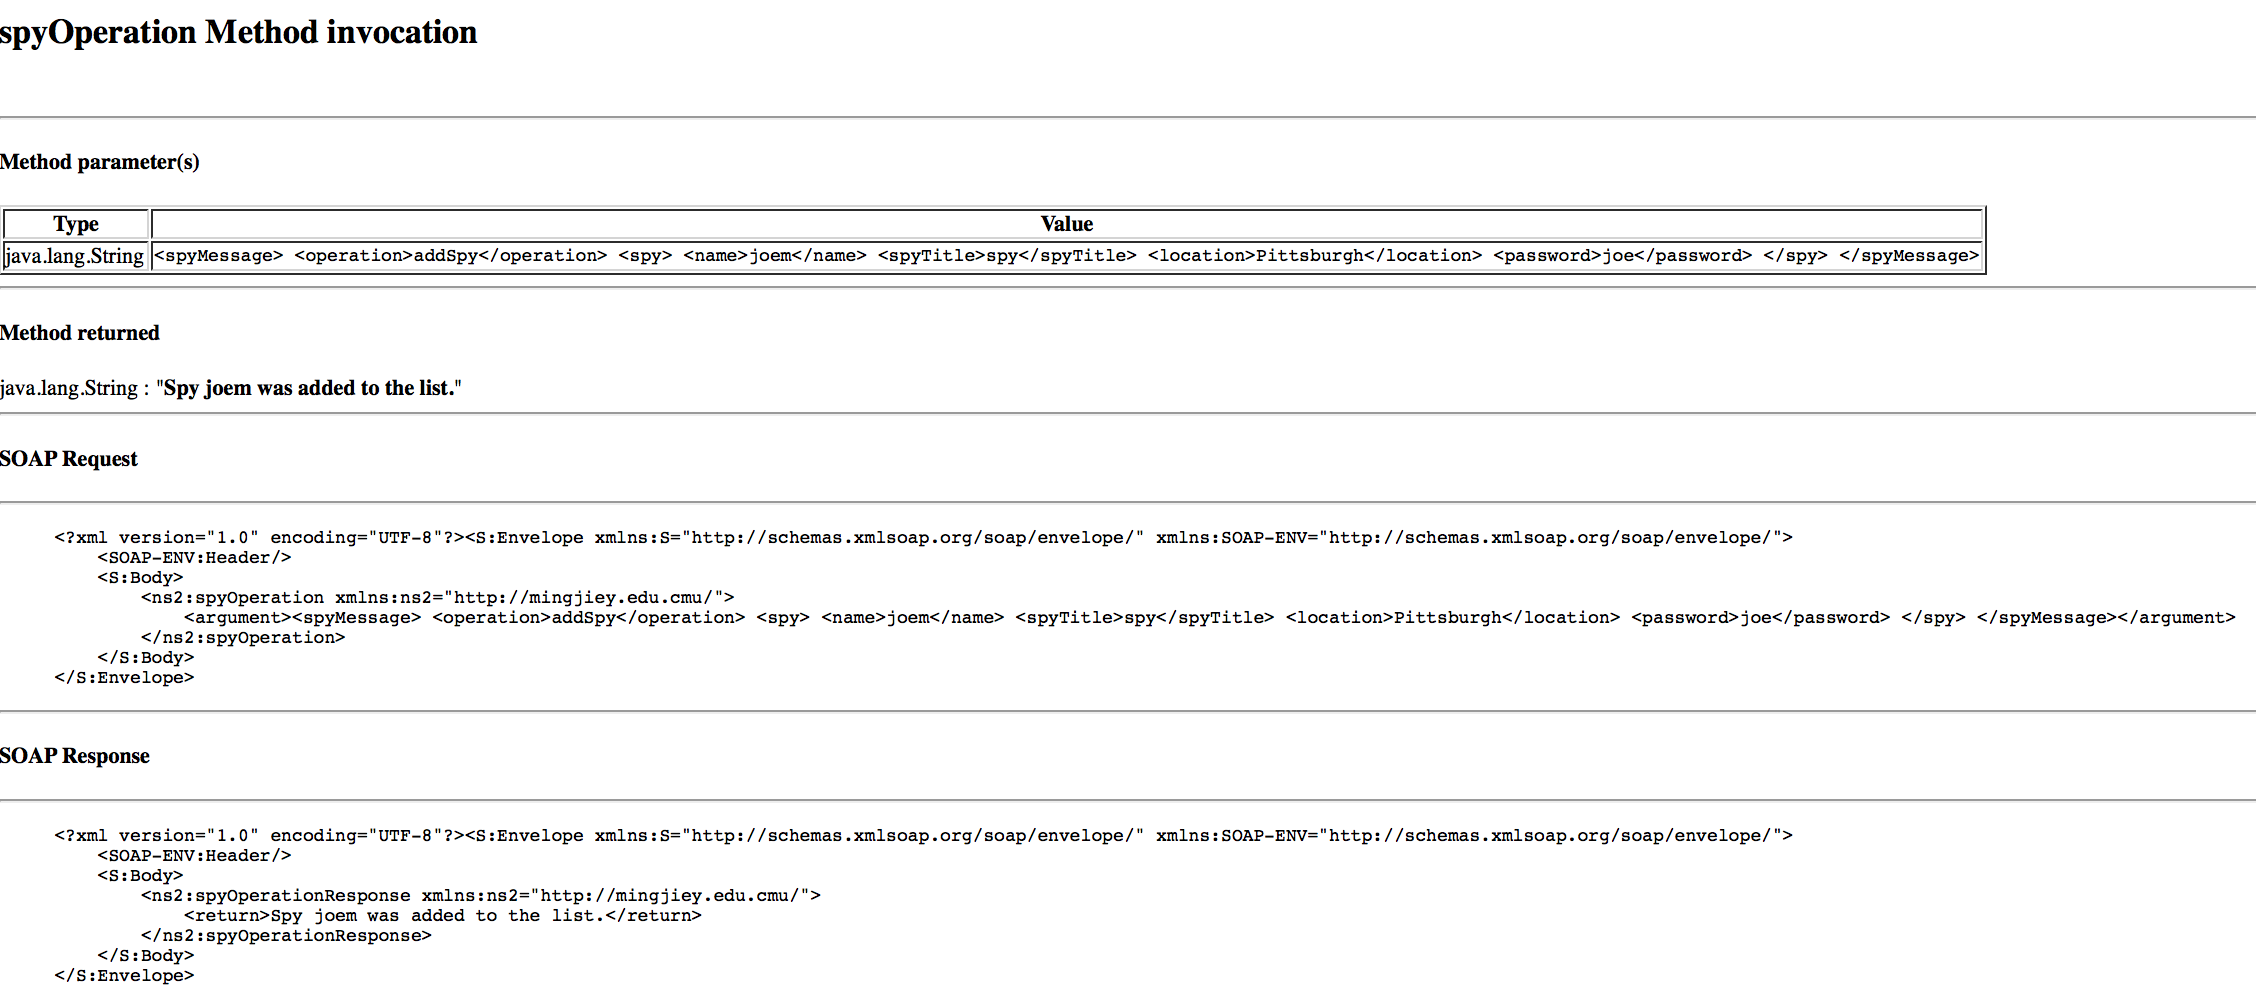 spyOperation Method invocation
Method parameter(s)
Type Value
java.lang.String <spyMessage> <operation>addSpy</operation> <spy> <name>joem</name> <spyTitle>spy</spyTitle> <location>Pittsburgh</location> <password>joe</password> </spy> </spyMessage>
Method returned
java.lang.String : "Spy joem was added to the list."
SOAP Request
<?xml version="1.0" encoding="UTF-8"?><S:Envelope xmlns:S="http://schemas.xmlsoap.org/soap/envelope/" xmlns:SOAP-ENV="http://schemas.xmlsoap.org/soap/envelope/">
<SOAP-ENV:Header/>
<S:Body>
<ns2:spyOperation xmlns:ns2="http://mingjiey.edu.cmu/">
<argument><spyMessage> <operation>addSpy</operation> <spy> <name>joem</name> <spyTitle>spy</spyTitle> <location>Pittsburgh</location> <password>joe</password> </spy> </spyMessage></argument>
</ns2:spyOperation>
</S:Body>
</S:Envelope>
SOAP Response
<?xml version="1.0" encoding="UTF-8"?><S:Envelope xmlns:S="http://schemas.xmlsoap.org/soap/envelope/" xmlns:SOAP-ENV="http://schemas.xmlsoap.org/soap/envelope/">
<SOAP-ENV:Header/>
<S:Body>
<ns2:spyOperationResponse xmlns:ns2="http://mingjiey.edu.cmu/">
<return>Spy joem was added to the list.</return>
</ns2:spyOperationResponse>
</S:Body>
</S:Envelope>